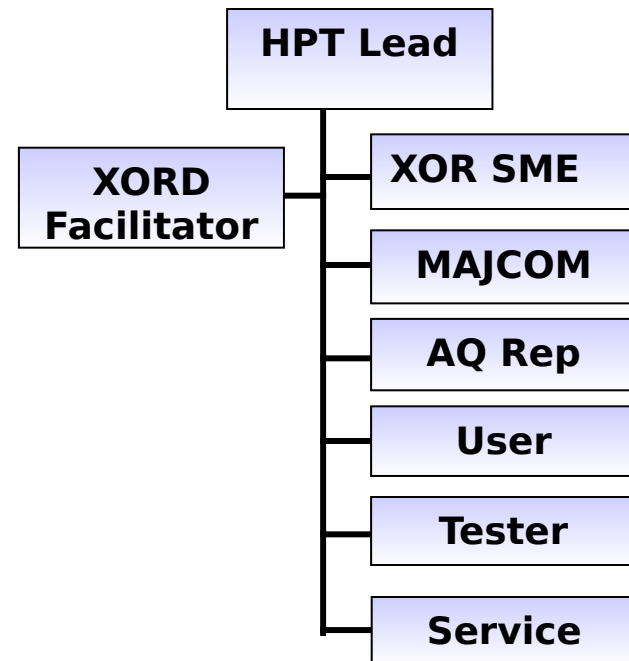 HPT Lead
XORD
Facilitator
XOR SME
MAJCOM
AQ Rep
User
Tester
Service